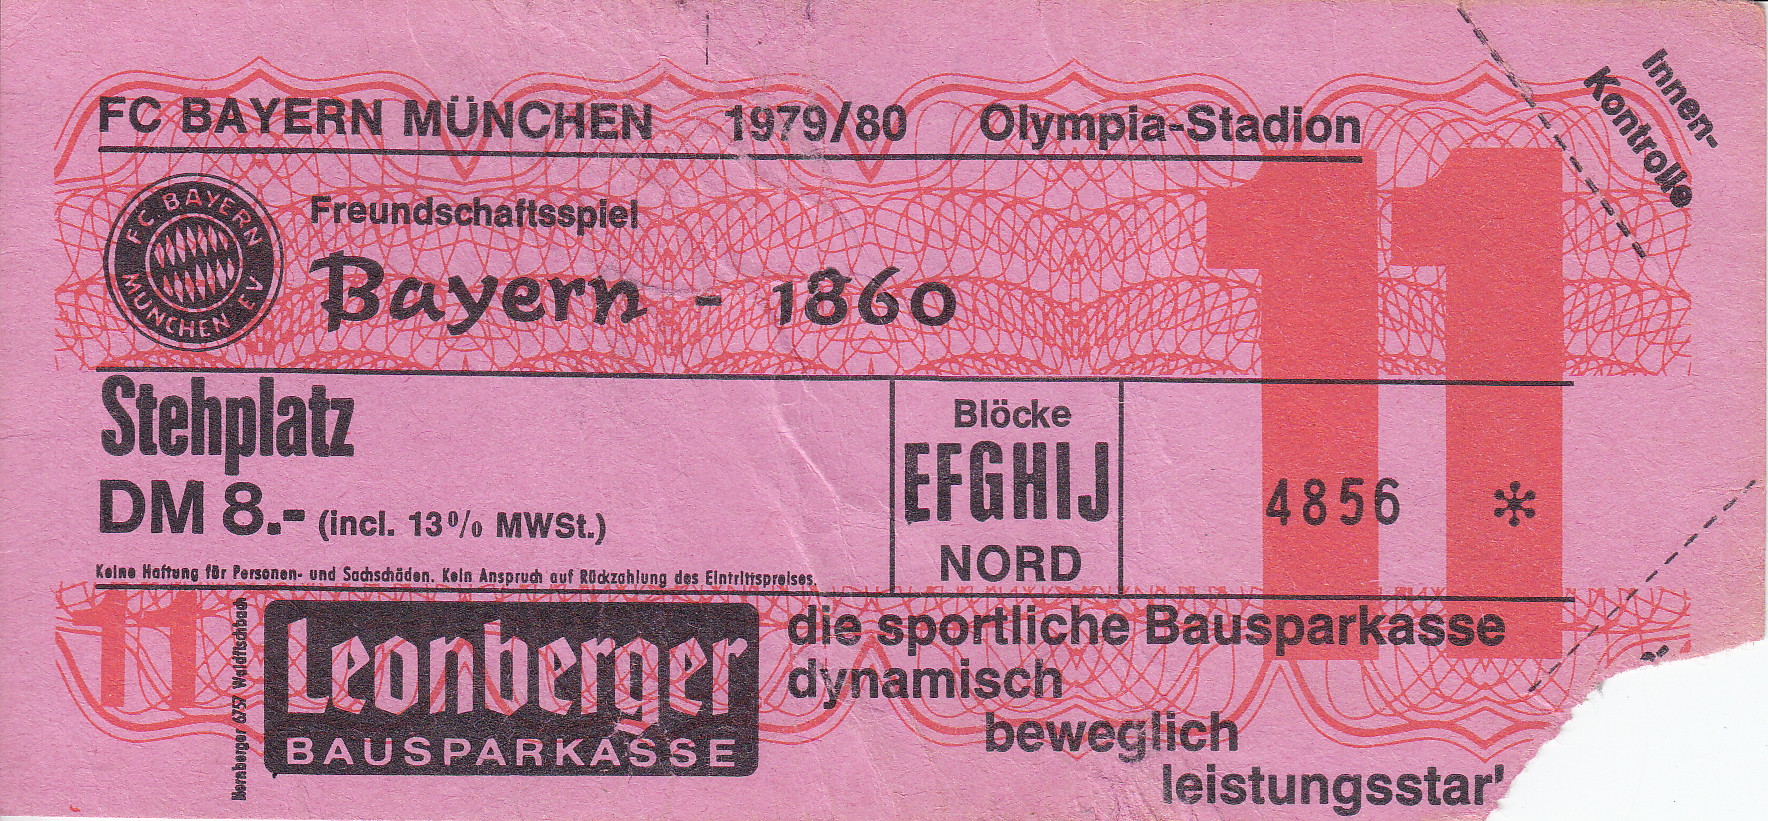 FC BAYERN MÜNCHEN 1979/80 Olympia-Stadion
Innen-
Kontrolle
FC. BAYERN
MÜNCHEN E.V
Freundschaftsspiel
Bayern - 1860
11
Stehplatz
DM 8.- (incl. 13% MWSt.)
Keine Haftung für Personen- und Sachschäden. Kein Anspruch auf Rückzahlung des Eintrittspreises.
Blöcke
EFGHIJ
NORD
4856 *
11
6757 Waldfischbach
Leonberger
BAUSPARKASSE
die sportliche Bausparkasse
dynamisch
beweglich
leistungsstar